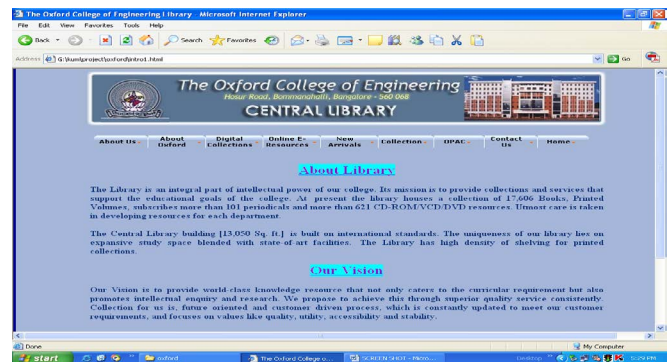 The Oxford College of Engineering Library - Microsoft Internet Explorer
File Edit View Favorites Tools Help
Back Search Favorites
Address G:\kumfproject\oxford\intro1.html Go
The Oxford College of Engineering
Hosur Road, Bommanahalli, Bangalore - 560 068
CENTRAL LIBRARY
About Us About Oxford Digital Collections Online E-Resources New Arrivals Collection OPAC Contact Us Home
About Library
The Library is an integral part of intellectual power of our college. Its mission is to provide collections and services that
support the educational goals of the college. At present the library houses a collection of 17,606 Books, Printed
Volumes, subscribes more than 101 periodicals and more than 621 CD-ROM/VCD/DVD resources. Utmost care is taken
in developing resources for each department.
The Central Library building [13,050 Sq. ft.] is built on international standards. The uniqueness of our library lies on
expansive study space blended with state-of-art facilities. The Library has high density of shelving for printed
collections.
Our Vision
Our Vision is to provide world-class knowledge resource that not only caters to the curricular requirement but also
promotes intellectual enquiry and research. We propose to achieve this through superior quality service consistently.
Collection for us is, future oriented and customer driven process, which is constantly updated to meet our customer
requirements, and focuses on values like quality, utility, accessibility and stability.
Done My Computer
start oxford The Oxford College o... SCREEN SHOT - Micro... Desktop 5:29 PM